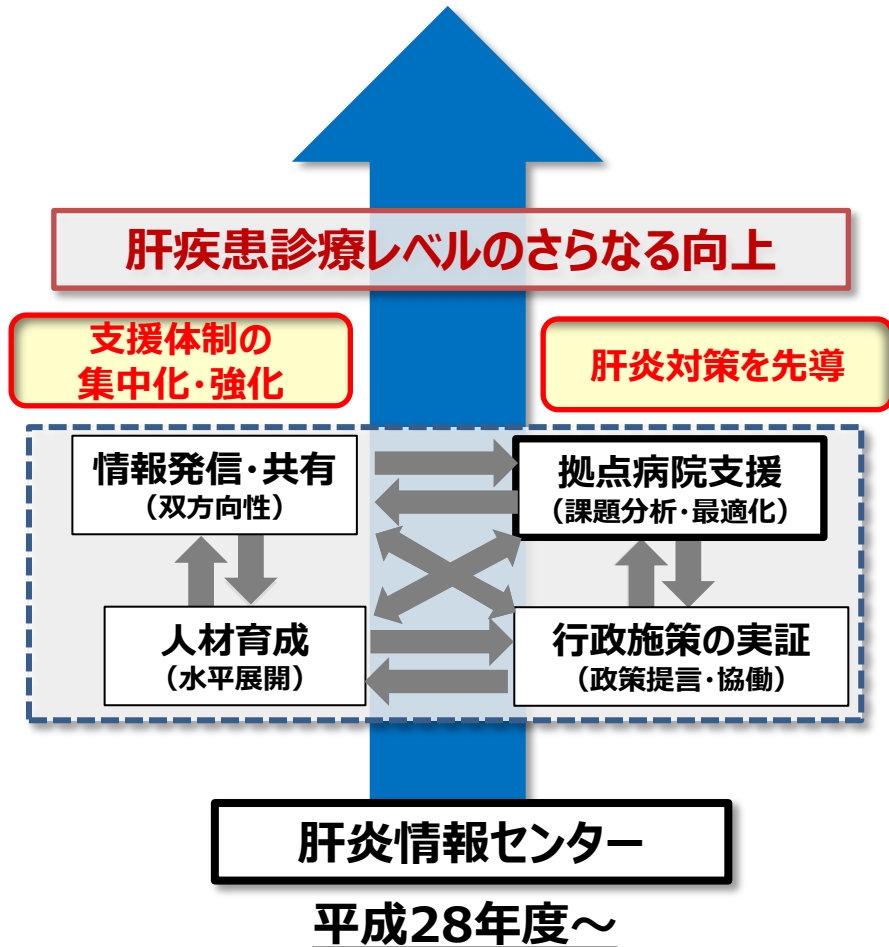 肝疾患診療レベルのさらなる向上
支援体制の
集中化･強化
肝炎対策を先導
情報発信･共有
（双方向性）
拠点病院支援
（課題分析･最適化）
人材育成
（水平展開）
行政施策の実証
（政策提言･協働）
肝炎情報センター
平成28年度～